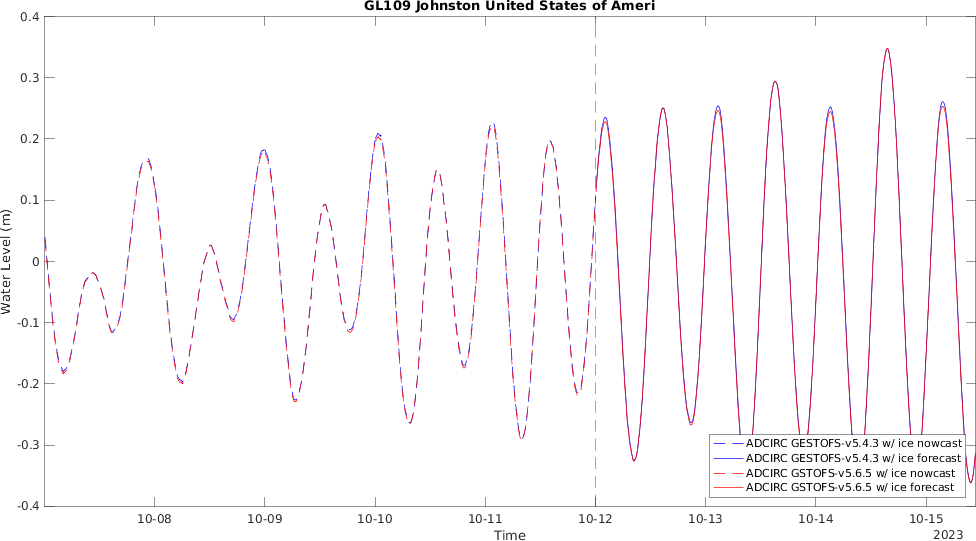 GL109 Johnston United States of Ameri
0.4
0.3
0.2
0.1
0
-0.1
-0.2
-0.3
-0.4
Water Level (m)
10-08 10-09 10-10 10-11 10-12 10-13 10-14 10-15
Time
2023
ADCIRC GESTOFS-v5.4.3 w/ ice nowcast
ADCIRC GESTOFS-v5.4.3 w/ ice forecast
ADCIRC GSTOFS-v5.6.5 w/ ice nowcast
ADCIRC GSTOFS-v5.6.5 w/ ice forecast